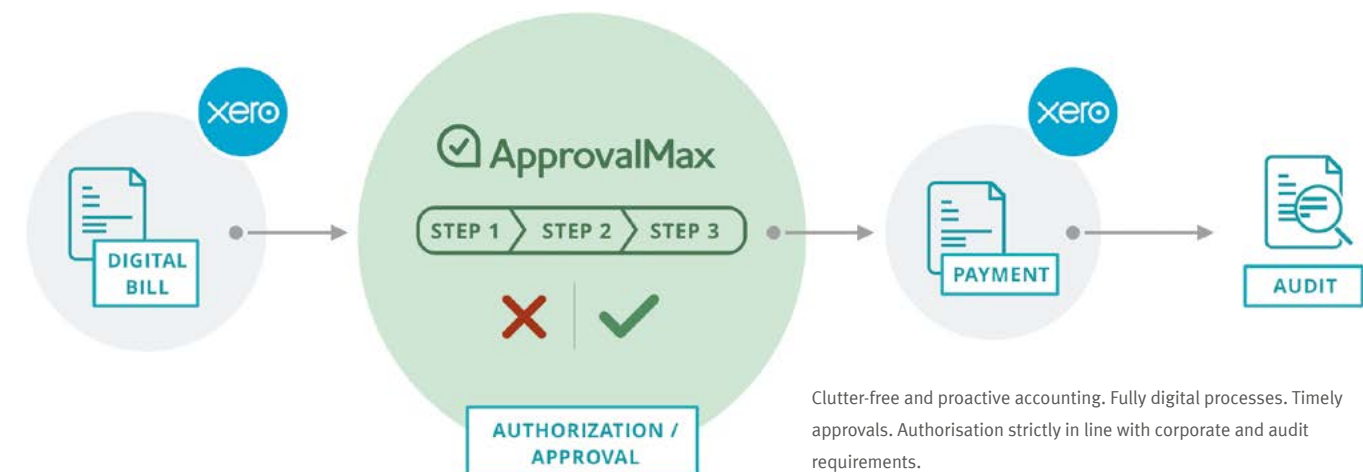 xero
xero
ApprovalMax
STEP 1
STEP 2
STEP 3
DIGITAL
BILL
PAYMENT
AUDIT
AUTHORIZATION /
APPROVAL
Clutter-free and proactive accounting. Fully digital processes. Timely
approvals. Authorisation strictly in line with corporate and audit
requirements.